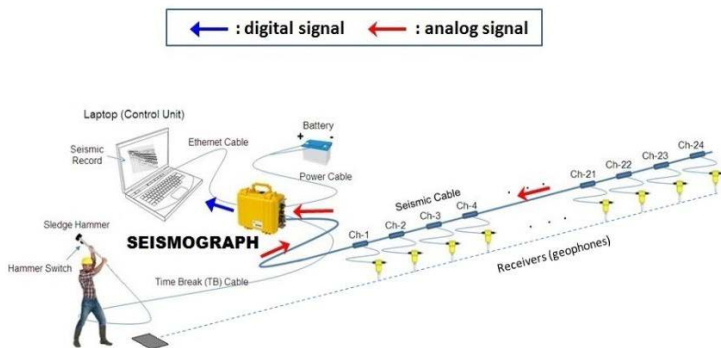 : digital signal
: analog signal
Laptop (Control Unit)
Battery
+ -
Ethernet Cable
Seismic
Record
Power Cable
Ch-24
Ch-23
Ch-22
Ch-21
Seismic Cable
Sledge Hammer
SEISMOGRAPH
Ch-4
Ch-3
Ch-2
Ch-1
Hammer Switch
Time Break (TB) Cable
Receivers (geophones)